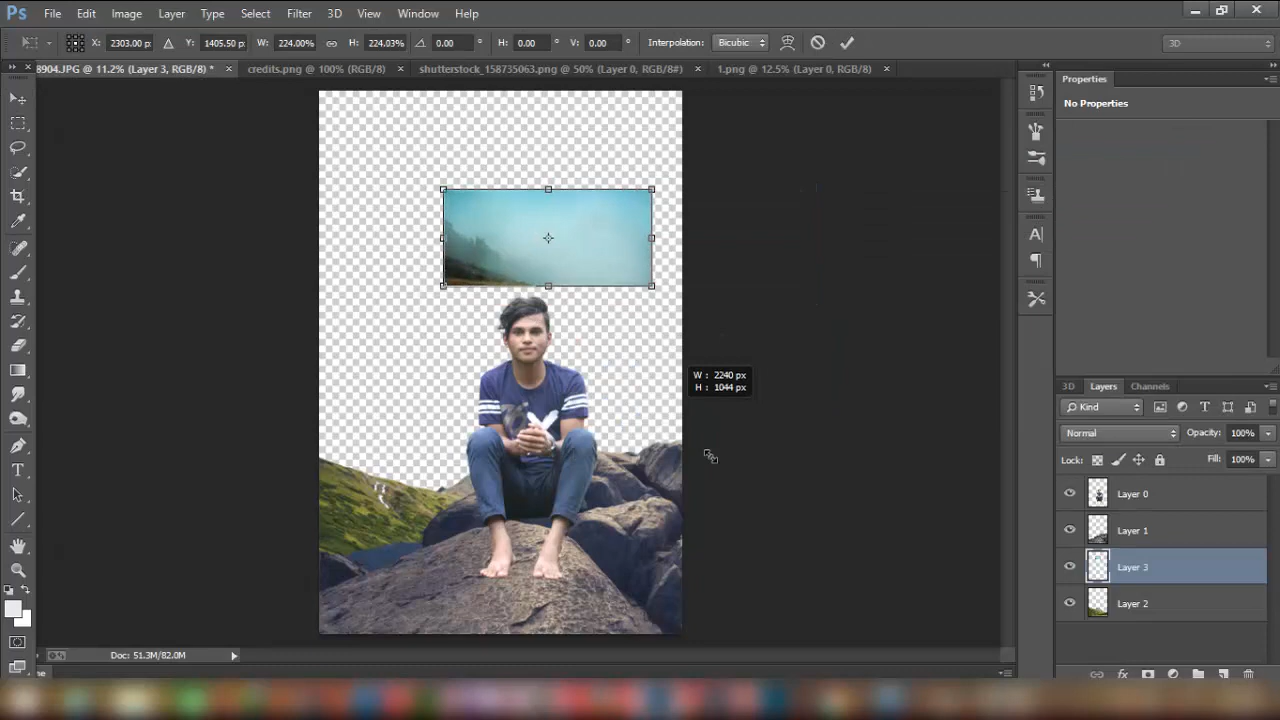 Ps File Edit Image Layer Type Select Filter 3D View Window Help
X: 2303.00 px Y: 1405.50 px W: 224.00% H: 224.03% 0.00 ° H: 0.00 ° V: 0.00 ° Interpolation: Bicubic 3D
8904.JPG @ 11.2% (Layer 3, RGB/8) * × credits.png @ 100% (RGB/8) × shutterstock_158735063.png @ 50% (Layer 0, RGB/8#) × 1.png @ 12.5% (Layer 0, RGB/8) ×
Properties
No Properties
W : 2240 px
H : 1044 px
3D Layers Channels
Kind
Normal Opacity: 100%
Lock: Fill: 100%
Layer 0
Layer 1
Layer 3
Layer 2
Doc: 51.3M/82.0M
ne
fx